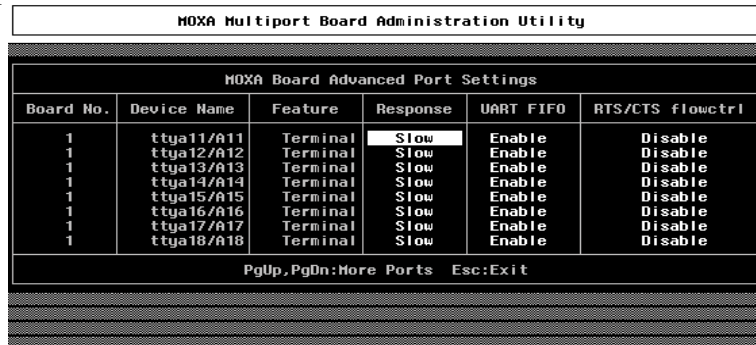 MOXA Multiport Board Administration Utility
MOXA Board Advanced Port Settings
Board No. Device Name Feature Response UART FIFO RTS/CTS flowctrl
1 ttya11/A11 Terminal Slow Enable Disable
1 ttya12/A12 Terminal Slow Enable Disable
1 ttya13/A13 Terminal Slow Enable Disable
1 ttya14/A14 Terminal Slow Enable Disable
1 ttya15/A15 Terminal Slow Enable Disable
1 ttya16/A16 Terminal Slow Enable Disable
1 ttya17/A17 Terminal Slow Enable Disable
1 ttya18/A18 Terminal Slow Enable Disable
PgUp,PgDn:More Ports Esc:Exit